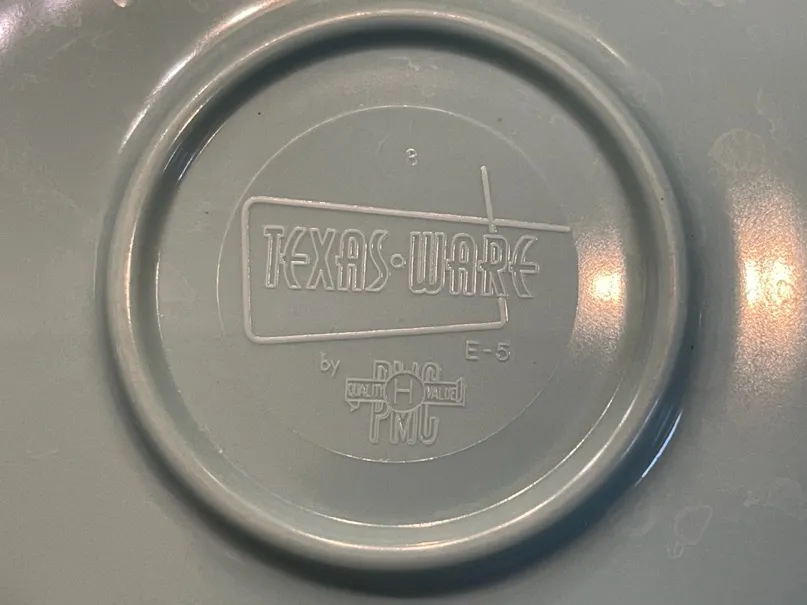 8
TEXAS-WARE
E-5
by
PMC
QUALITY H VALUE
PMC